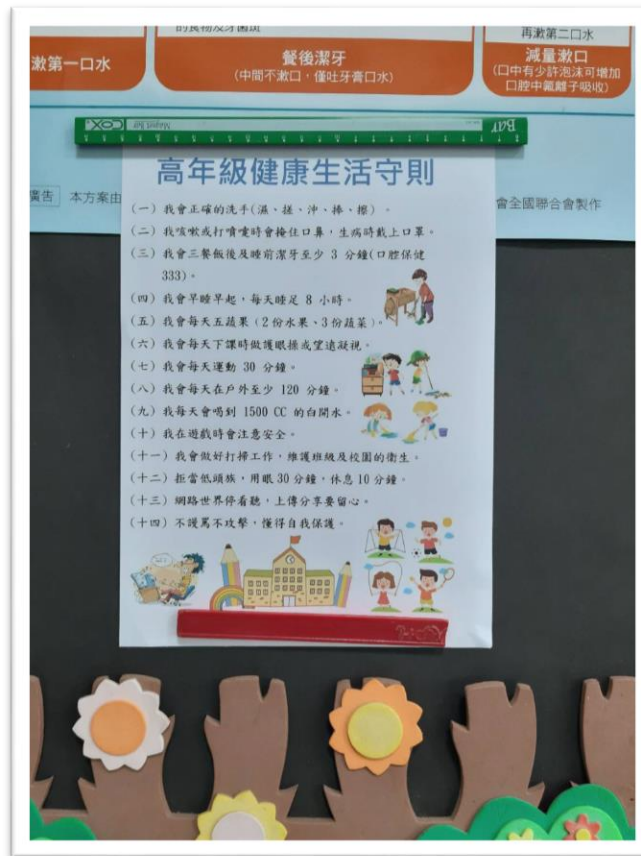 的食物及牙菌斑
再漱第二口水
漱第一口水
餐後潔牙
(中間不漱口，僅吐牙膏口水)
減量漱口
(口中有少許泡沫可增加
口腔中氟離子吸收)
COX
Magnet Bar
Bar
廣告
本方案由
會全國聯合會製作
高年級健康生活守則
(一) 我會正確的洗手(濕、搓、沖、捧、擦)。
(二) 我咳嗽或打噴嚏時會掩住口鼻，生病時戴上口罩。
(三) 我會三餐飯後及睡前潔牙至少 3 分鐘(口腔保健
333)。
(四) 我會早睡早起，每天睡足 8 小時。
(五) 我會每天五蔬果（2份水果、3份蔬菜）。
(六) 我會每天下課時做護眼操或望遠凝視。
(七) 我會每天運動 30 分鐘。
(八) 我會每天在戶外至少 120 分鐘。
(九) 我每天會喝到 1500 CC 的白開水。
(十) 我在遊戲時會注意安全。
(十一) 我會做好打掃工作，維護班級及校園的衛生。
(十二) 拒當低頭族，用眼30分鐘，休息10分鐘。
(十三) 網路世界停看聽，上傳分享要留心。
(十四) 不謾罵不攻擊，懂得自我保護。